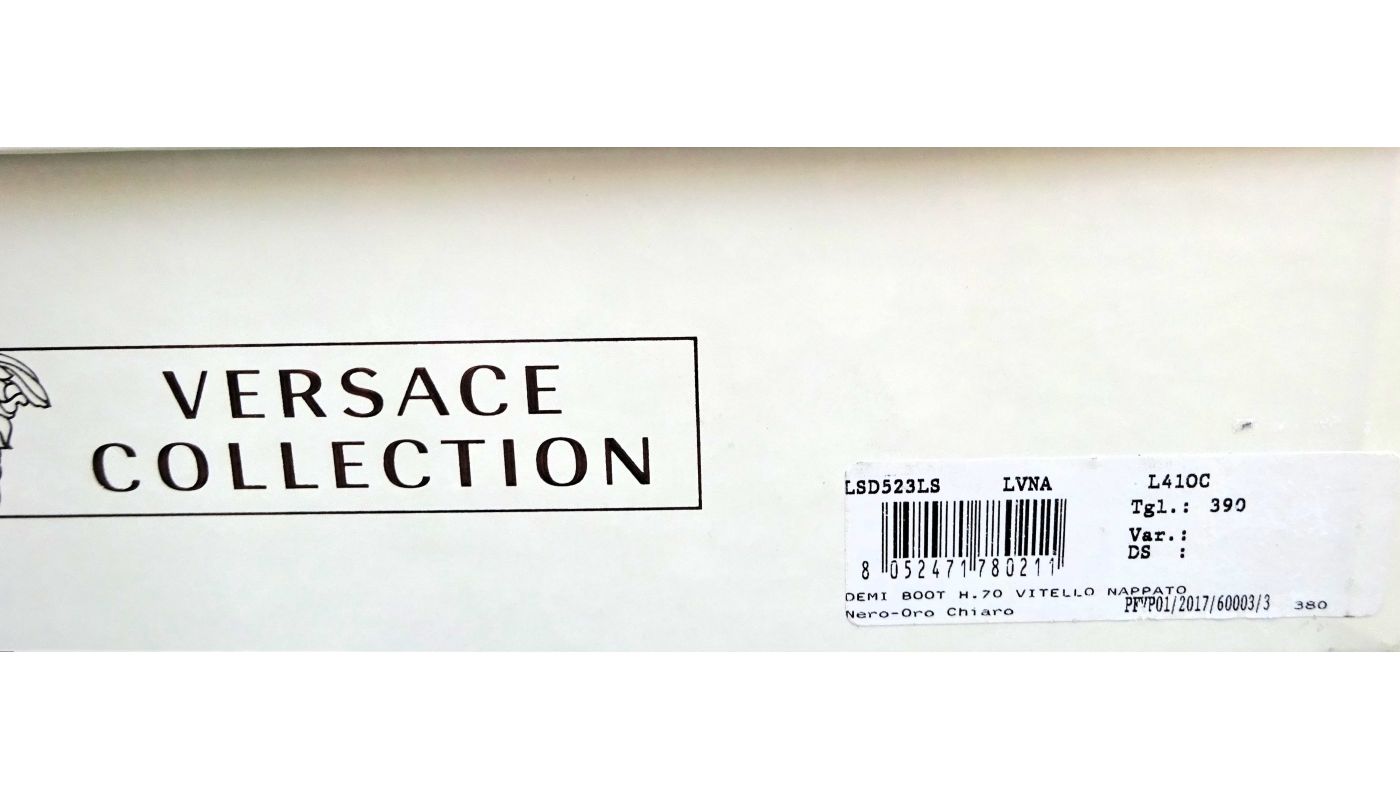 VERSACE
COLLECTION
LSD523LS LVNA L41OC
Tgl.: 390
Var.:
DS :
8 052471 780211
DEMI BOOT H.70 VITELLO NAPPATO
Nero-Oro Chiaro
PFVP01/2017/60003/3 380